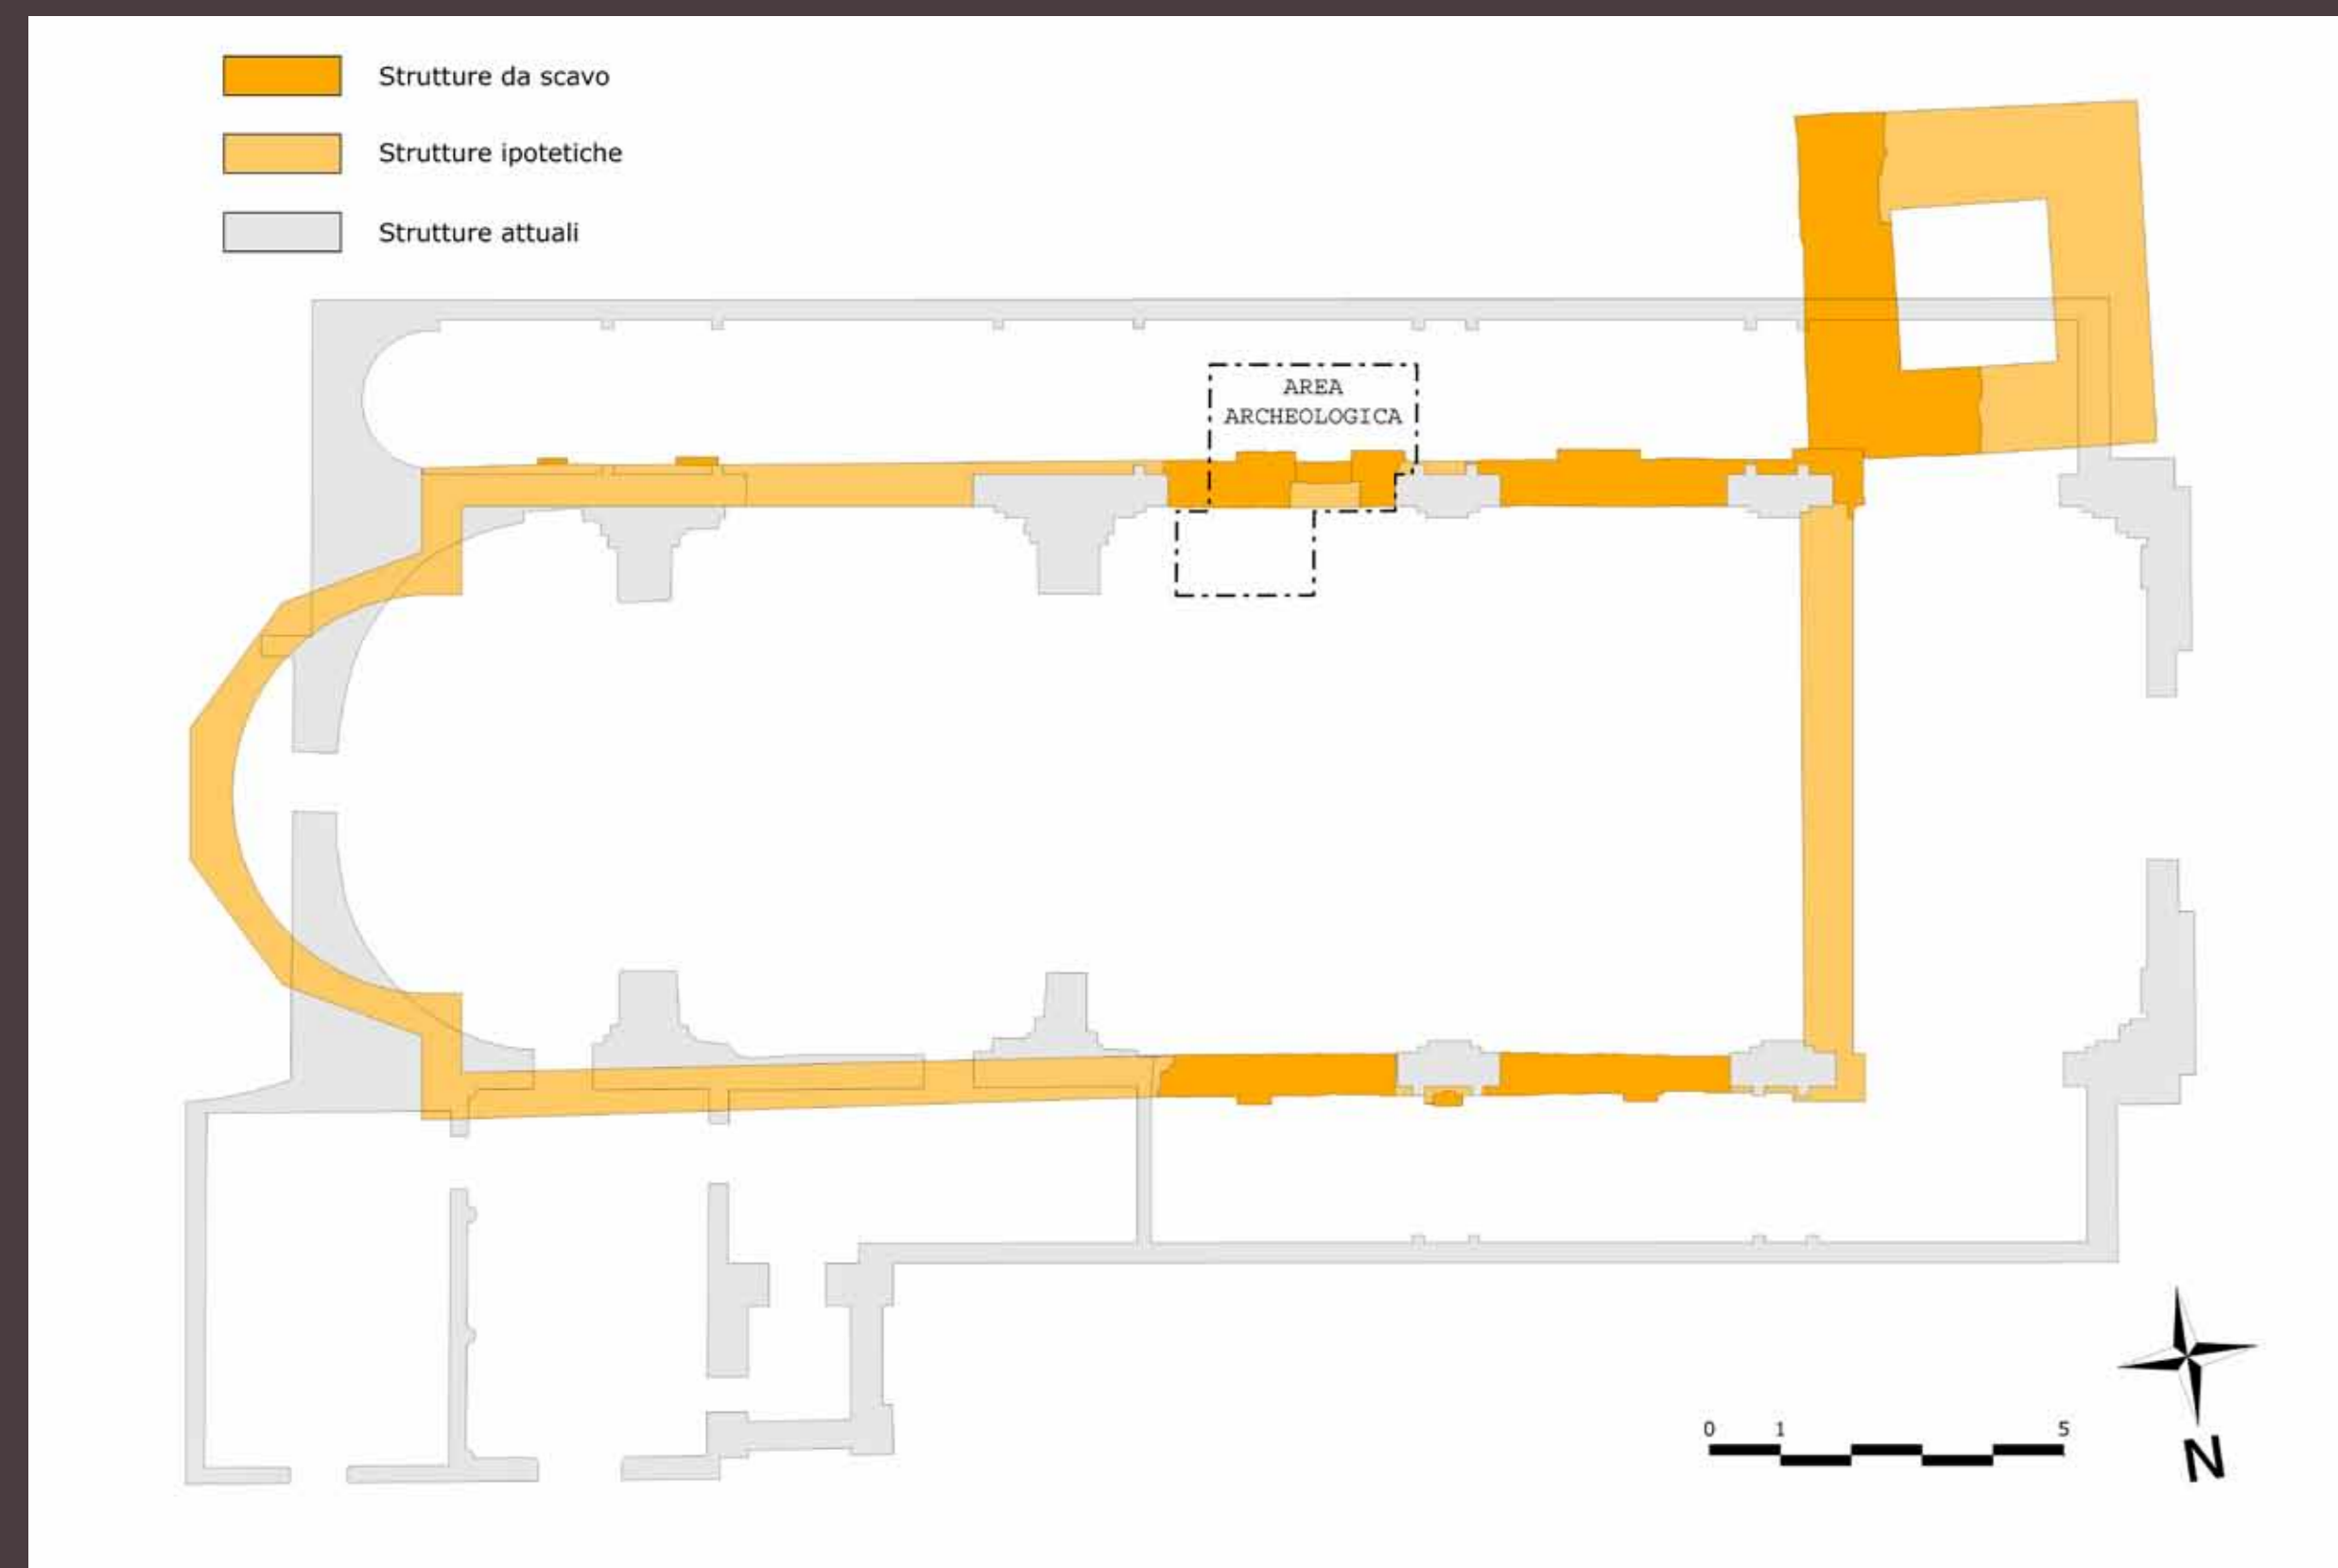 Strutture da scavo
Strutture ipotetiche
Strutture attuali
AREA
ARCHEOLOGICA
0 1 5
N